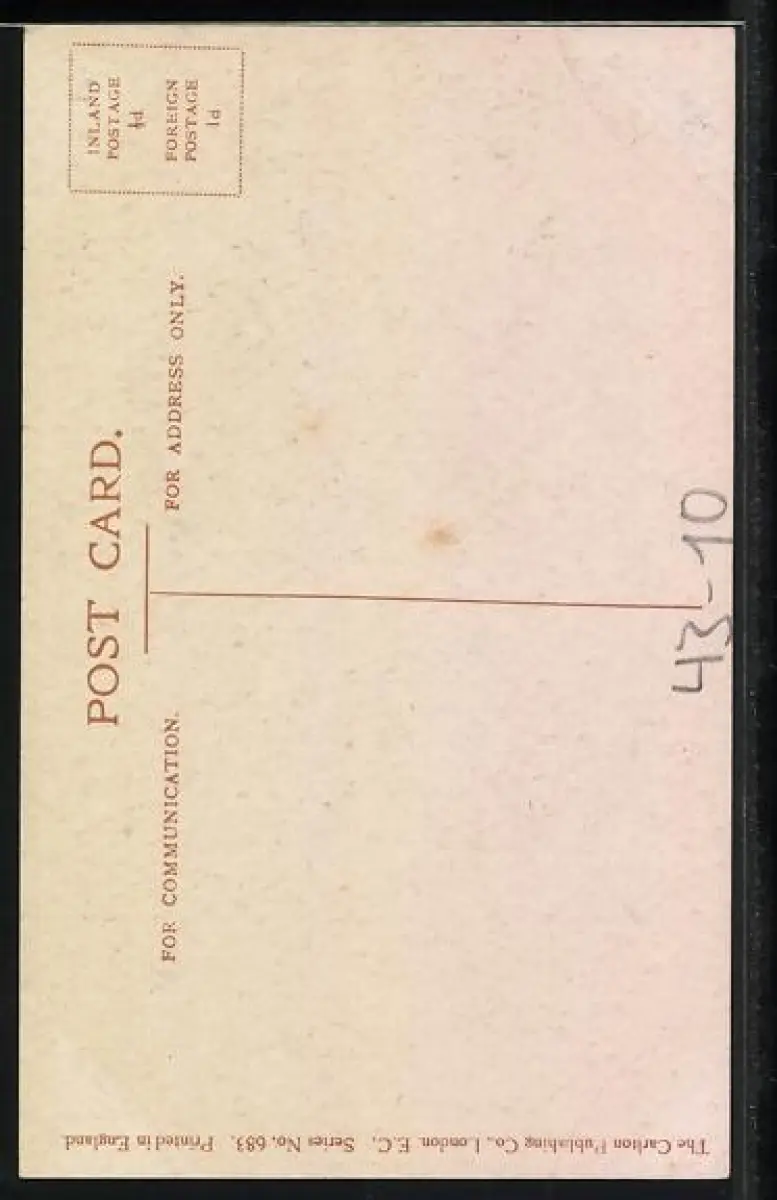 POST CARD.
INLAND
POSTAGE
½d
FOREIGN
POSTAGE
1d
FOR COMMUNICATION.
FOR ADDRESS ONLY.
The Carlton Publishing Co., London, E.C. Series No. 683. Printed in England.
43-10